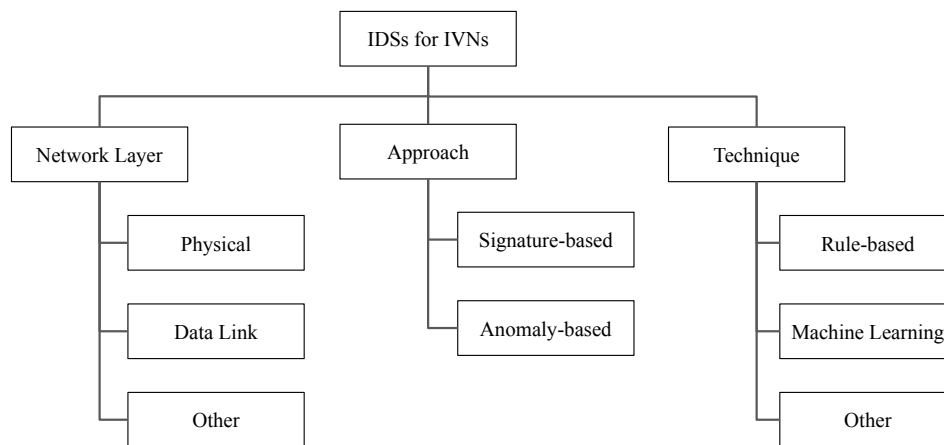 IDSs for IVNs
Network Layer
Approach
Technique
Physical
Signature-based
Rule-based
Data Link
Anomaly-based
Machine Learning
Other
Other